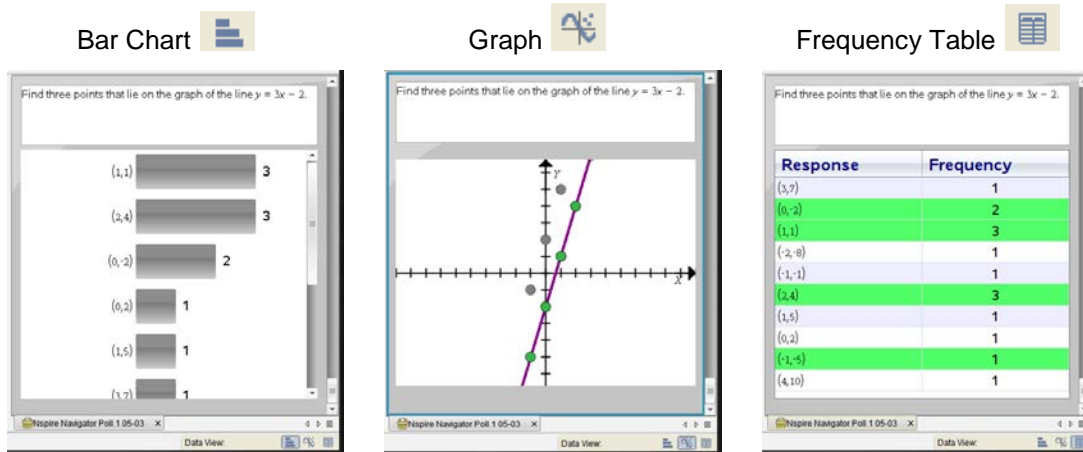 Bar Chart
Find three points that lie on the graph of the line y = 3x − 2.
(1,1) 3
(2,4) 3
(0,-2) 2
(0,2) 1
(1,5) 1
(3,7) 1
Nspire Navigator Poll 1 05-03 ×
Data View:
Graph
Find three points that lie on the graph of the line y = 3x − 2.
Y
X
Nspire Navigator Poll 1 05-03 ×
Data View:
Frequency Table
Find three points that lie on the graph of the line y = 3x − 2.
Response Frequency
(3,7) 1
(0,-2) 2
(1,1) 3
(-2,-8) 1
(-1,-1) 1
(2,4) 3
(1,5) 1
(0,2) 1
(-1,-5) 1
(4,10) 1
Nspire Navigator Poll 1 05-03 ×
Data View: